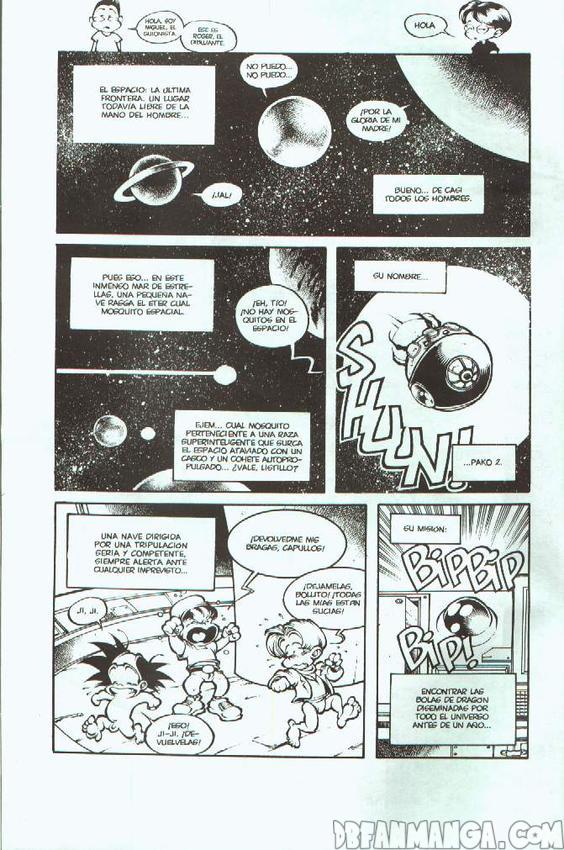 HOLA, SOY
MIGUEL, EL
GUIONISTA.
ESE ES
ROGER, EL
DIBUJANTE.
HOLA
EL ESPACIO: LA ÚLTIMA
FRONTERA. UN LUGAR
TODAVÍA LIBRE DE LA
MANO DEL HOMBRE...
NO PUEDO...
NO PUEDO...
¡POR LA
GLORIA DE MI
MADRE!
¡JAL!
BUENO... DE CASI
TODOS LOS HOMBRES.
PUES ESO... EN ESTE
INMENSO MAR DE ESTRE-
LLAS, UNA PEQUEÑA NA-
VE RASGA EL ÉTER CUAL
MOSQUITO ESPACIAL.
¡EH, TÍO!
¡NO HAY MOS-
QUITOS EN EL
ESPACIO!
EJEM... CUAL MOSQUITO
PERTENECIENTE A UNA RAZA
SUPERINTELIGENTE QUE SURCA
EL ESPACIO ATAVIADO CON UN
CASCO Y UN COHETE AUTOPRO-
PULSADO... ¿VALE, LISTILLO?
SU NOMBRE...
SHUUN!!
...PAKO 2.
UNA NAVE DIRIGIDA
POR UNA TRIPULACIÓN
SERIA Y COMPETENTE,
SIEMPRE ALERTA ANTE
CUALQUIER IMPREVISTO...
¡DEVOLVEDME MIS
BRAGAS, CAPULLOS!
¡DÉJAMELAS,
BOLLITO! ¡TODAS
LAS MÍAS ESTÁN
SUCIAS!
JI, JI.
¡ESO!
JI-JI. ¡DE-
VUÉLVELAS!
SU MISIÓN:
BIP BIP
BIP!
ENCONTRAR LAS
BOLAS DE DRAGÓN
DISEMINADAS POR
TODO EL UNIVERSO
ANTES DE UN AÑO...
DBFANMANGA.COM